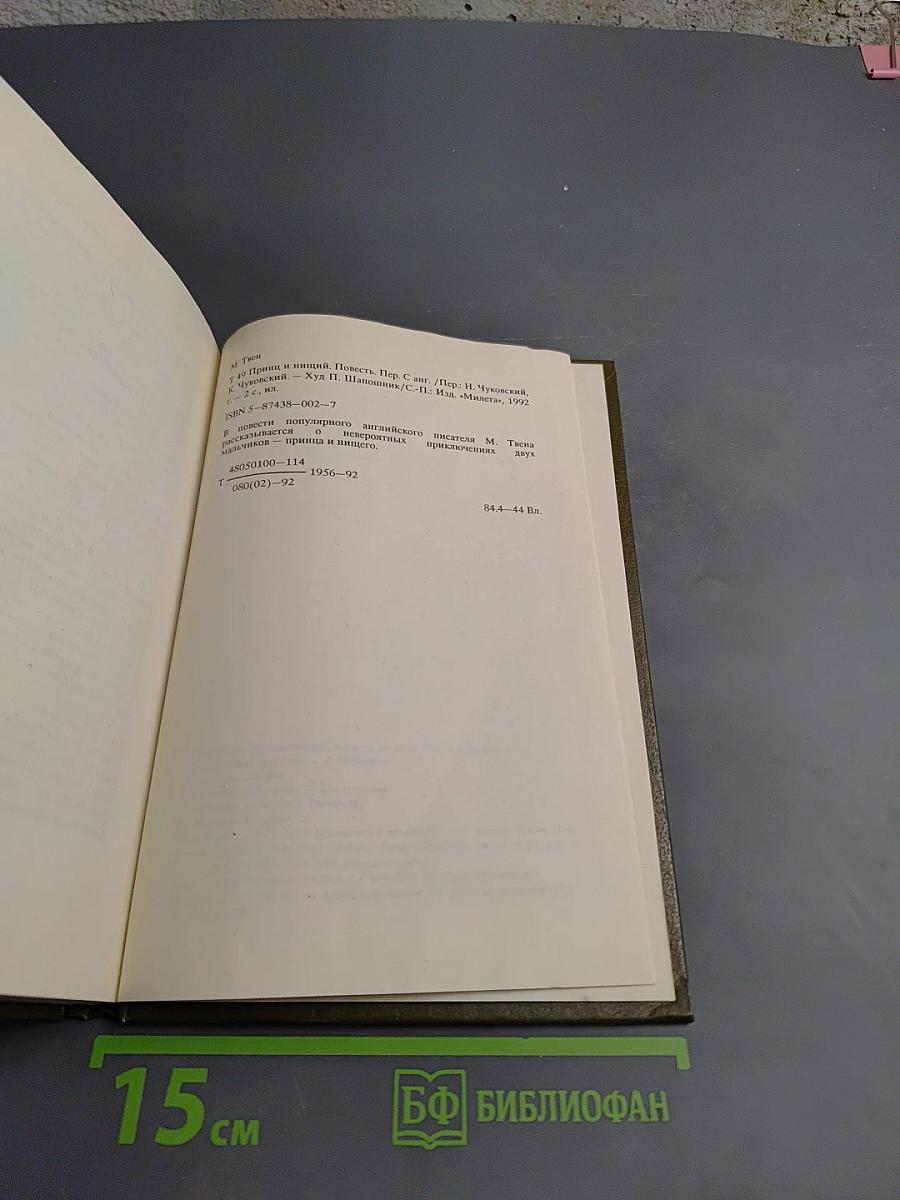 М. Твен
Т 49 Принц и нищий. Повесть. Пер. С анг. /Пер.: Н. Чуковский,
К. Чуковский. — Худ П. Шапошник/С.-П.: Изд. «Милета», 1992
г. — 2 с., ил.
ISBN 5—87438—002—7
В повести популярного английского писателя М. Твена
рассказывается о невероятных приключениях двух
мальчиков — принца и нищего.
48050100—114
Т 1956—92
080(02)—92
84.4—44 Вл.
15 см
БФ БИБЛИОФАН